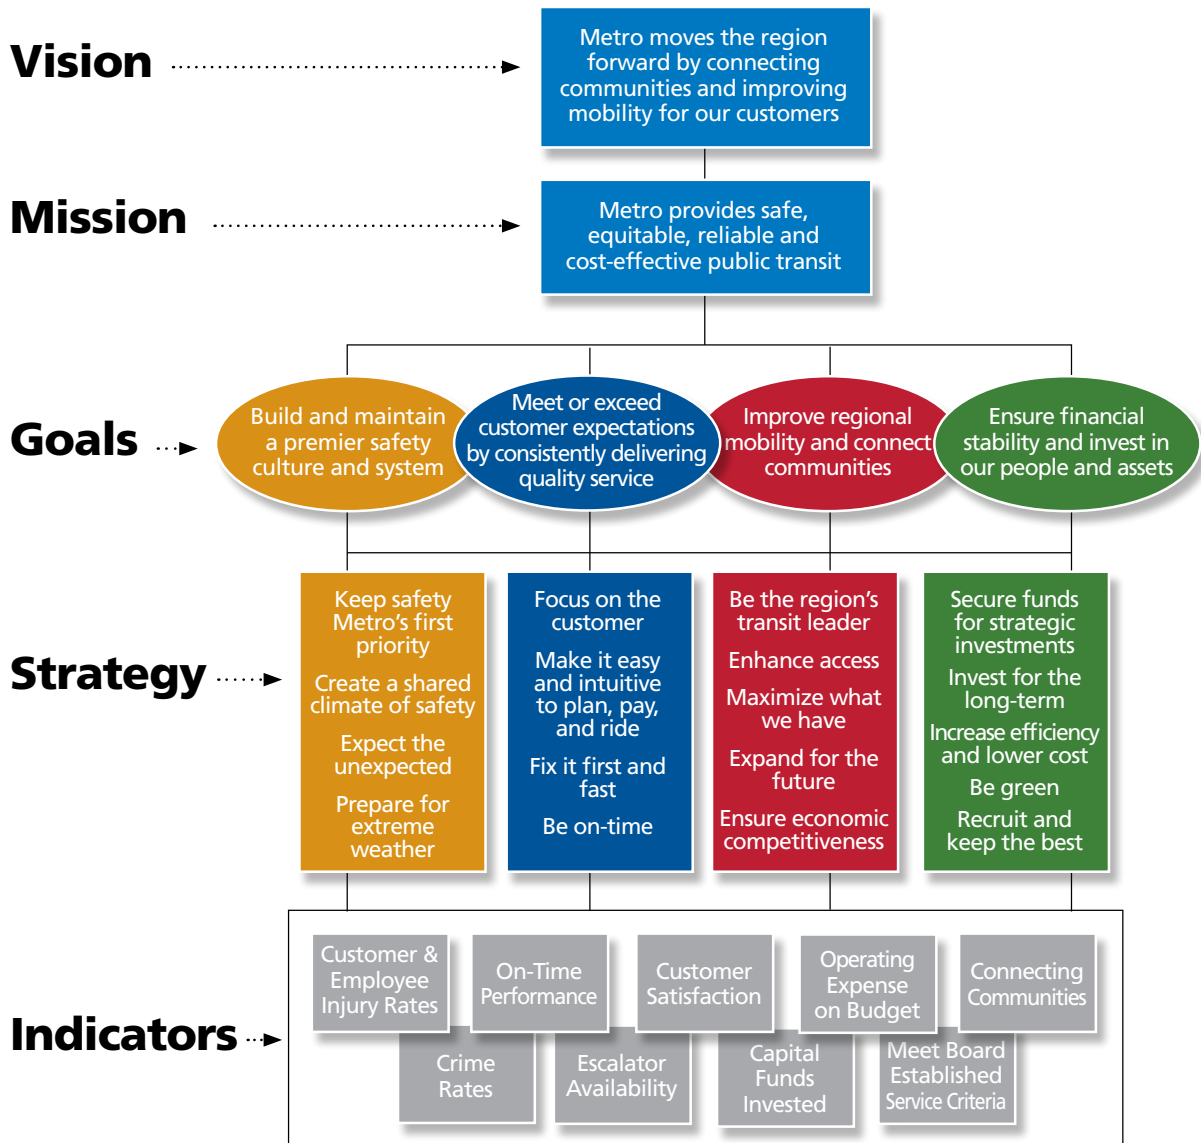 Vision
Metro moves the region
forward by connecting
communities and improving
mobility for our customers
Mission
Metro provides safe,
equitable, reliable and
cost-effective public transit
Goals
Build and maintain
a premier safety
culture and system
Meet or exceed
customer expectations
by consistently delivering
quality service
Improve regional
mobility and connect
communities
Ensure financial
stability and invest in
our people and assets
Strategy
Keep safety
Metro’s first
priority
Create a shared
climate of safety
Expect the
unexpected
Prepare for
extreme
weather
Focus on the
customer
Make it easy
and intuitive
to plan, pay,
and ride
Fix it first and
fast
Be on-time
Be the region’s
transit leader
Enhance access
Maximize what
we have
Expand for the
future
Ensure economic
competitiveness
Secure funds
for strategic
investments
Invest for the
long-term
Increase efficiency
and lower cost
Be green
Recruit and
keep the best
Indicators
Customer &
Employee
Injury Rates
On-Time
Performance
Customer
Satisfaction
Operating
Expense
on Budget
Connecting
Communities
Crime
Rates
Escalator
Availability
Capital
Funds
Invested
Meet Board
Established
Service Criteria